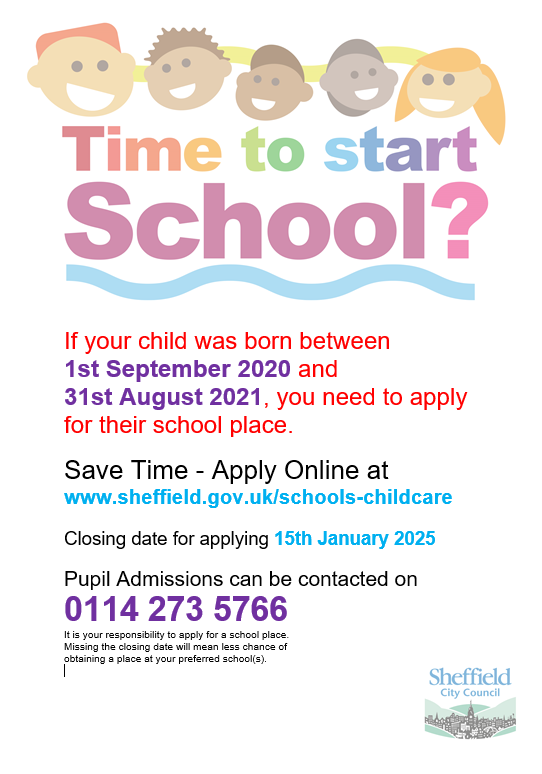 Time to start
School?
If your child was born between
1st September 2020 and
31st August 2021, you need to apply
for their school place.
Save Time - Apply Online at
www.sheffield.gov.uk/schools-childcare
Closing date for applying 15th January 2025
Pupil Admissions can be contacted on
0114 273 5766
It is your responsibility to apply for a school place.
Missing the closing date will mean less chance of
obtaining a place at your preferred school(s).
Sheffield
City Council